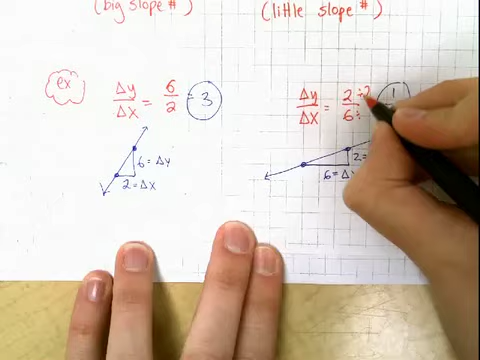 (big slope #)
(little slope #)
ex
Δy/ΔX = 6/2 = 3
6 = ΔY
2 = ΔX
Δy/ΔX = 2÷2/6÷
2 =
6 = ΔX